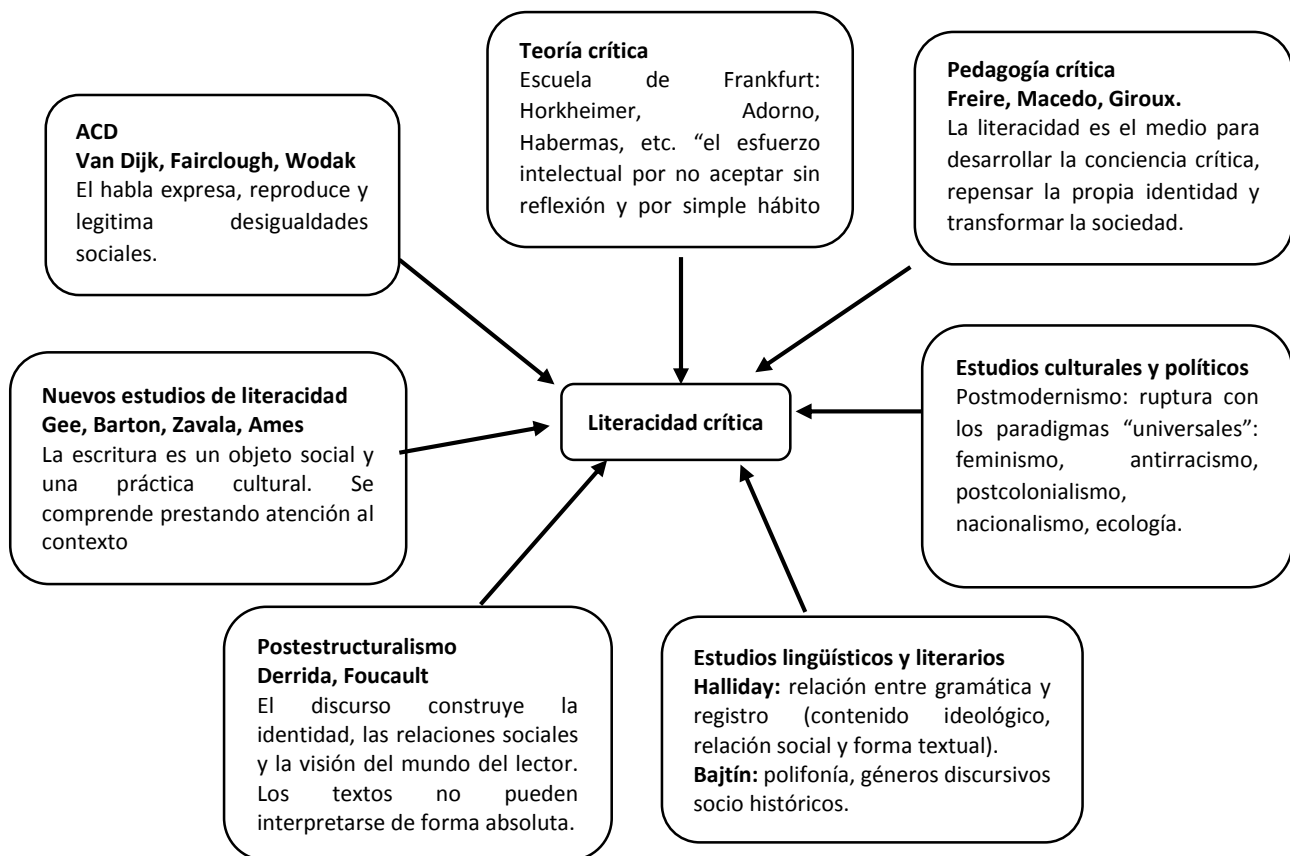 Teoría crítica
Escuela de Frankfurt:
Horkheimer, Adorno,
Habermas, etc. “el esfuerzo
intelectual por no aceptar sin
reflexión y por simple hábito
Pedagogía crítica
Freire, Macedo, Giroux.
La literacidad es el medio para
desarrollar la conciencia crítica,
repensar la propia identidad y
transformar la sociedad.
ACD
Van Dijk, Fairclough, Wodak
El habla expresa, reproduce y
legitima desigualdades
sociales.
Nuevos estudios de literacidad
Gee, Barton, Zavala, Ames
La escritura es un objeto social y
una práctica cultural. Se
comprende prestando atención al
contexto
Literacidad crítica
Estudios culturales y políticos
Postmodernismo: ruptura con
los paradigmas “universales”:
feminismo, antirracismo,
postcolonialismo,
nacionalismo, ecología.
Postestructuralismo
Derrida, Foucault
El discurso construye la
identidad, las relaciones sociales
y la visión del mundo del lector.
Los textos no pueden
interpretarse de forma absoluta.
Estudios lingüísticos y literarios
Halliday: relación entre gramática y
registro (contenido ideológico,
relación social y forma textual).
Bajtín: polifonía, géneros discursivos
socio históricos.